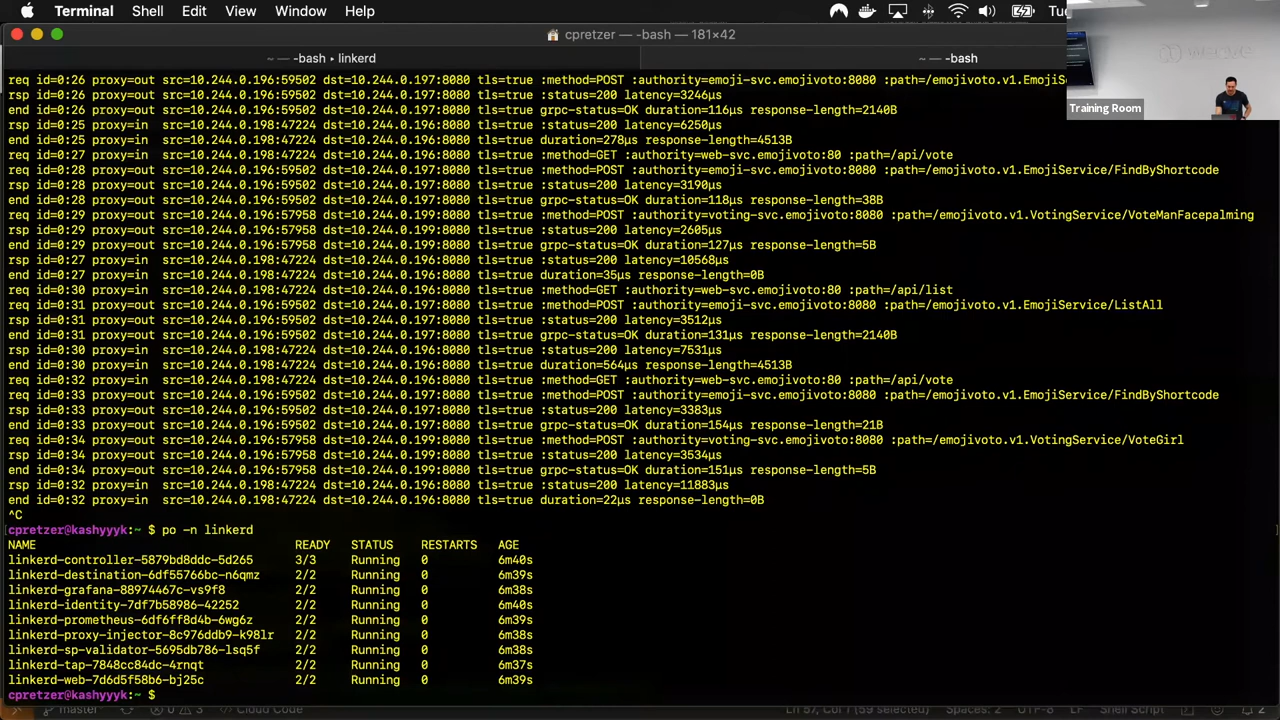 Terminal Shell Edit View Window Help Tu
cpretzer — -bash — 181×42
~ — -bash ▸ linkerd
~ — -bash
req id=0:26 proxy=out src=10.244.0.196:59502 dst=10.244.0.197:8080 tls=true :method=POST :authority=emoji-svc.emojivoto:8080 :path=/emojivoto.v1.EmojiS
rsp id=0:26 proxy=out src=10.244.0.196:59502 dst=10.244.0.197:8080 tls=true :status=200 latency=3246µs
end id=0:26 proxy=out src=10.244.0.196:59502 dst=10.244.0.197:8080 tls=true grpc-status=OK duration=116µs response-length=2140B
rsp id=0:25 proxy=in src=10.244.0.198:47224 dst=10.244.0.196:8080 tls=true :status=200 latency=6250µs
end id=0:25 proxy=in src=10.244.0.198:47224 dst=10.244.0.196:8080 tls=true duration=278µs response-length=4513B
req id=0:27 proxy=in src=10.244.0.198:47224 dst=10.244.0.196:8080 tls=true :method=GET :authority=web-svc.emojivoto:80 :path=/api/vote
req id=0:28 proxy=out src=10.244.0.196:59502 dst=10.244.0.197:8080 tls=true :method=POST :authority=emoji-svc.emojivoto:8080 :path=/emojivoto.v1.EmojiService/FindByShortcode
rsp id=0:28 proxy=out src=10.244.0.196:59502 dst=10.244.0.197:8080 tls=true :status=200 latency=3190µs
end id=0:28 proxy=out src=10.244.0.196:59502 dst=10.244.0.197:8080 tls=true grpc-status=OK duration=118µs response-length=38B
req id=0:29 proxy=out src=10.244.0.196:57958 dst=10.244.0.199:8080 tls=true :method=POST :authority=voting-svc.emojivoto:8080 :path=/emojivoto.v1.VotingService/VoteManFacepalming
rsp id=0:29 proxy=out src=10.244.0.196:57958 dst=10.244.0.199:8080 tls=true :status=200 latency=2605µs
end id=0:29 proxy=out src=10.244.0.196:57958 dst=10.244.0.199:8080 tls=true grpc-status=OK duration=127µs response-length=5B
rsp id=0:27 proxy=in src=10.244.0.198:47224 dst=10.244.0.196:8080 tls=true :status=200 latency=10568µs
end id=0:27 proxy=in src=10.244.0.198:47224 dst=10.244.0.196:8080 tls=true duration=35µs response-length=0B
req id=0:30 proxy=in src=10.244.0.198:47224 dst=10.244.0.196:8080 tls=true :method=GET :authority=web-svc.emojivoto:80 :path=/api/list
req id=0:31 proxy=out src=10.244.0.196:59502 dst=10.244.0.197:8080 tls=true :method=POST :authority=emoji-svc.emojivoto:8080 :path=/emojivoto.v1.EmojiService/ListAll
rsp id=0:31 proxy=out src=10.244.0.196:59502 dst=10.244.0.197:8080 tls=true :status=200 latency=3512µs
end id=0:31 proxy=out src=10.244.0.196:59502 dst=10.244.0.197:8080 tls=true grpc-status=OK duration=131µs response-length=2140B
rsp id=0:30 proxy=in src=10.244.0.198:47224 dst=10.244.0.196:8080 tls=true :status=200 latency=7531µs
end id=0:30 proxy=in src=10.244.0.198:47224 dst=10.244.0.196:8080 tls=true duration=564µs response-length=4513B
req id=0:32 proxy=in src=10.244.0.198:47224 dst=10.244.0.196:8080 tls=true :method=GET :authority=web-svc.emojivoto:80 :path=/api/vote
req id=0:33 proxy=out src=10.244.0.196:59502 dst=10.244.0.197:8080 tls=true :method=POST :authority=emoji-svc.emojivoto:8080 :path=/emojivoto.v1.EmojiService/FindByShortcode
rsp id=0:33 proxy=out src=10.244.0.196:59502 dst=10.244.0.197:8080 tls=true :status=200 latency=3383µs
end id=0:33 proxy=out src=10.244.0.196:59502 dst=10.244.0.197:8080 tls=true grpc-status=OK duration=154µs response-length=21B
req id=0:34 proxy=out src=10.244.0.196:57958 dst=10.244.0.199:8080 tls=true :method=POST :authority=voting-svc.emojivoto:8080 :path=/emojivoto.v1.VotingService/VoteGirl
rsp id=0:34 proxy=out src=10.244.0.196:57958 dst=10.244.0.199:8080 tls=true :status=200 latency=3534µs
end id=0:34 proxy=out src=10.244.0.196:57958 dst=10.244.0.199:8080 tls=true grpc-status=OK duration=151µs response-length=5B
rsp id=0:32 proxy=in src=10.244.0.198:47224 dst=10.244.0.196:8080 tls=true :status=200 latency=11883µs
end id=0:32 proxy=in src=10.244.0.198:47224 dst=10.244.0.196:8080 tls=true duration=22µs response-length=0B
^C
cpretzer@kashyyyk:~ $ po -n linkerd
NAME READY STATUS RESTARTS AGE
linkerd-controller-5879bd8ddc-5d265 3/3 Running 0 6m40s
linkerd-destination-6df55766bc-n6qmz 2/2 Running 0 6m39s
linkerd-grafana-88974467c-vs9f8 2/2 Running 0 6m38s
linkerd-identity-7df7b58986-42252 2/2 Running 0 6m40s
linkerd-prometheus-6df6ff8d4b-6wg6z 2/2 Running 0 6m39s
linkerd-proxy-injector-8c976ddb9-k98lr 2/2 Running 0 6m38s
linkerd-sp-validator-5695db786-lsq5f 2/2 Running 0 6m38s
linkerd-tap-7848cc84dc-4rnqt 2/2 Running 0 6m37s
linkerd-web-7d6d5f58b6-bj25c 2/2 Running 0 6m39s
cpretzer@kashyyyk:~ $
master* 0 3 Cloud Code Ln 57, Col 1 (59 selected) Spaces: 2 UTF-8 LF Shell Script 2
Training Room